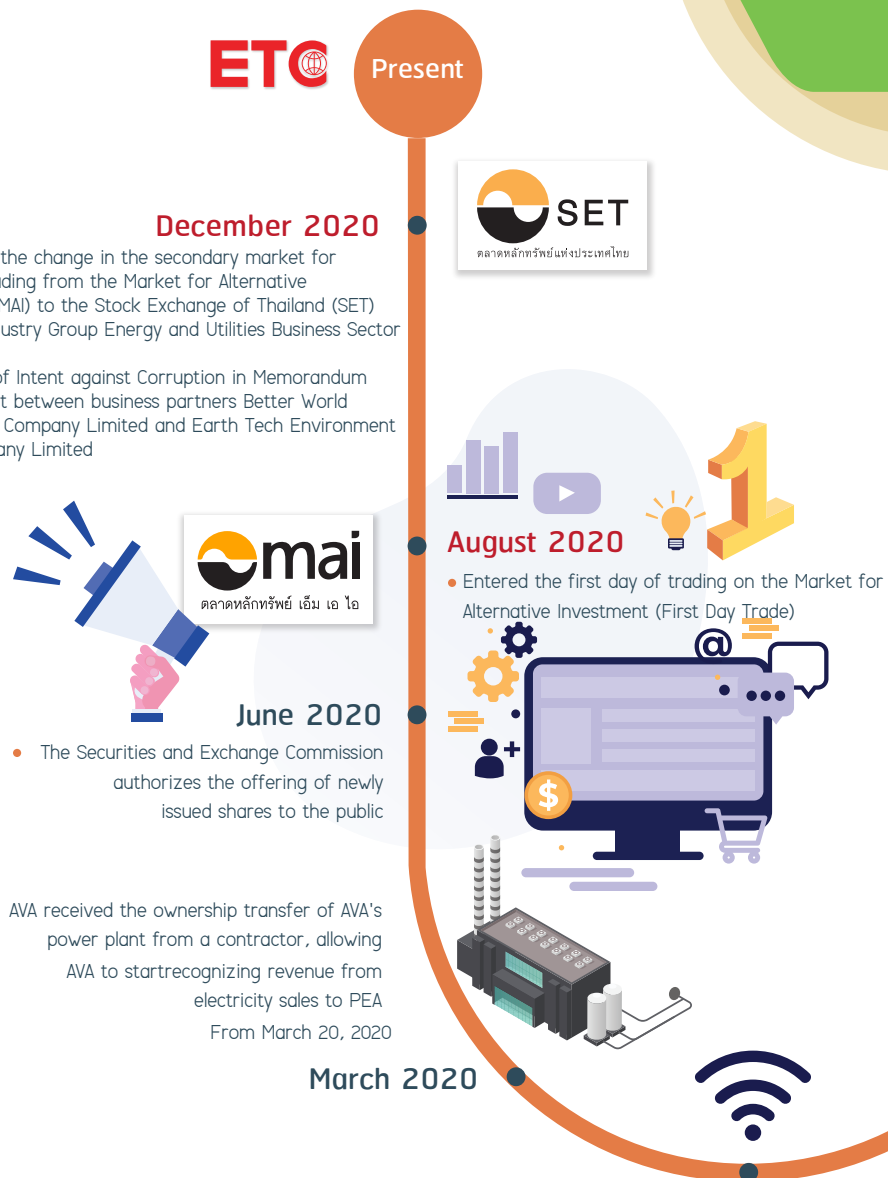 ETC
Present
SET
ตลาดหลักทรัพย์แห่งประเทศไทย
December 2020
the change in the secondary market for
ading from the Market for Alternative
MAI) to the Stock Exchange of Thailand (SET)
ustry Group Energy and Utilities Business Sector
of Intent against Corruption in Memorandum
t between business partners Better World
Company Limited and Earth Tech Environment
any Limited
1
mai
ตลาดหลักทรัพย์ เอ็ม เอ ไอ
August 2020
• Entered the first day of trading on the Market for
Alternative Investment (First Day Trade)
@
June 2020
• The Securities and Exchange Commission
authorizes the offering of newly
issued shares to the public
$
AVA received the ownership transfer of AVA's
power plant from a contractor, allowing
AVA to startrecognizing revenue from
electricity sales to PEA
From March 20, 2020
March 2020